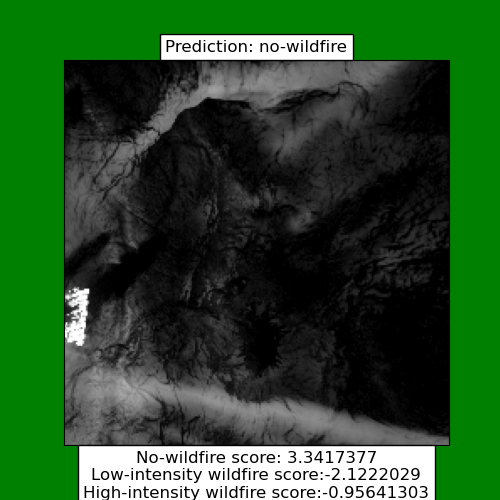 Prediction: no-wildfire
No-wildfire score: 3.3417377
Low-intensity wildfire score:-2.1222029
High-intensity wildfire score:-0.95641303